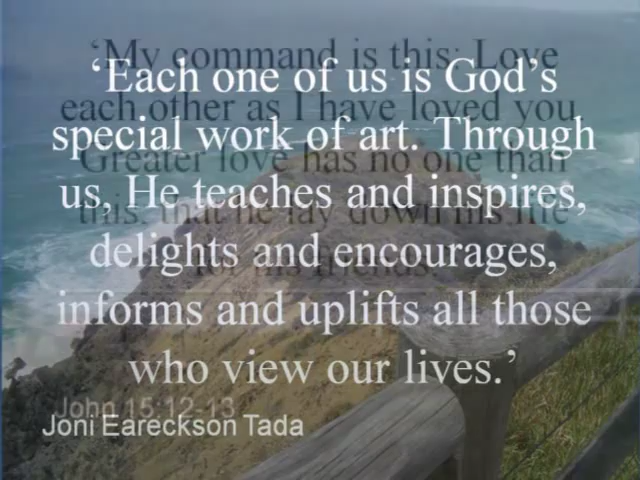 ‘My command is this: Love
each other as I have loved you
Greater love has no one than
this, that he lay down his life
for his friends.
John 15:12-13
‘Each one of us is God’s
special work of art. Through
us, He teaches and inspires,
delights and encourages,
informs and uplifts all those
who view our lives.’
Joni Eareckson Tada